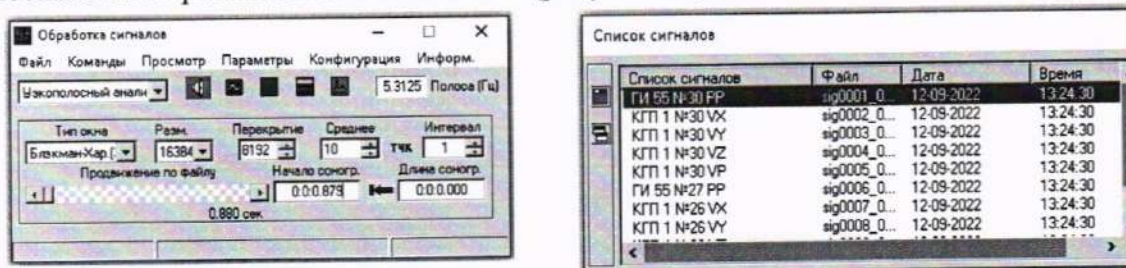 Обработка сигналов
Файл Команды Просмотр Параметры Конфигурация Информ.
Узкополосный анали 5.3125 Полоса (Гц)
Тип окна Разм. Перекрытие Среднее Интервал
Блэкман-Хар.[ 16384 8192 10 тчк 1
Продвижение по файлу Начало соногр. Длина соногр.
0:0:0.879 0:0:0.000
0.880 сек.
Список сигналов
Список сигналов Файл Дата Время
ГИ 55 №30 PP sig0001_0... 12-09-2022 13:24:30
КГП 1 №30 VX sig0002_0... 12-09-2022 13:24:30
КГП 1 №30 VY sig0003_0... 12-09-2022 13:24:30
КГП 1 №30 VZ sig0004_0... 12-09-2022 13:24:30
КГП 1 №30 VP sig0005_0... 12-09-2022 13:24:30
ГИ 55 №27 PP sig0006_0... 12-09-2022 13:24:30
КГП 1 №26 VX sig0007_0... 12-09-2022 13:24:30
КГП 1 №26 VY sig0008_0... 12-09-2022 13:24:30